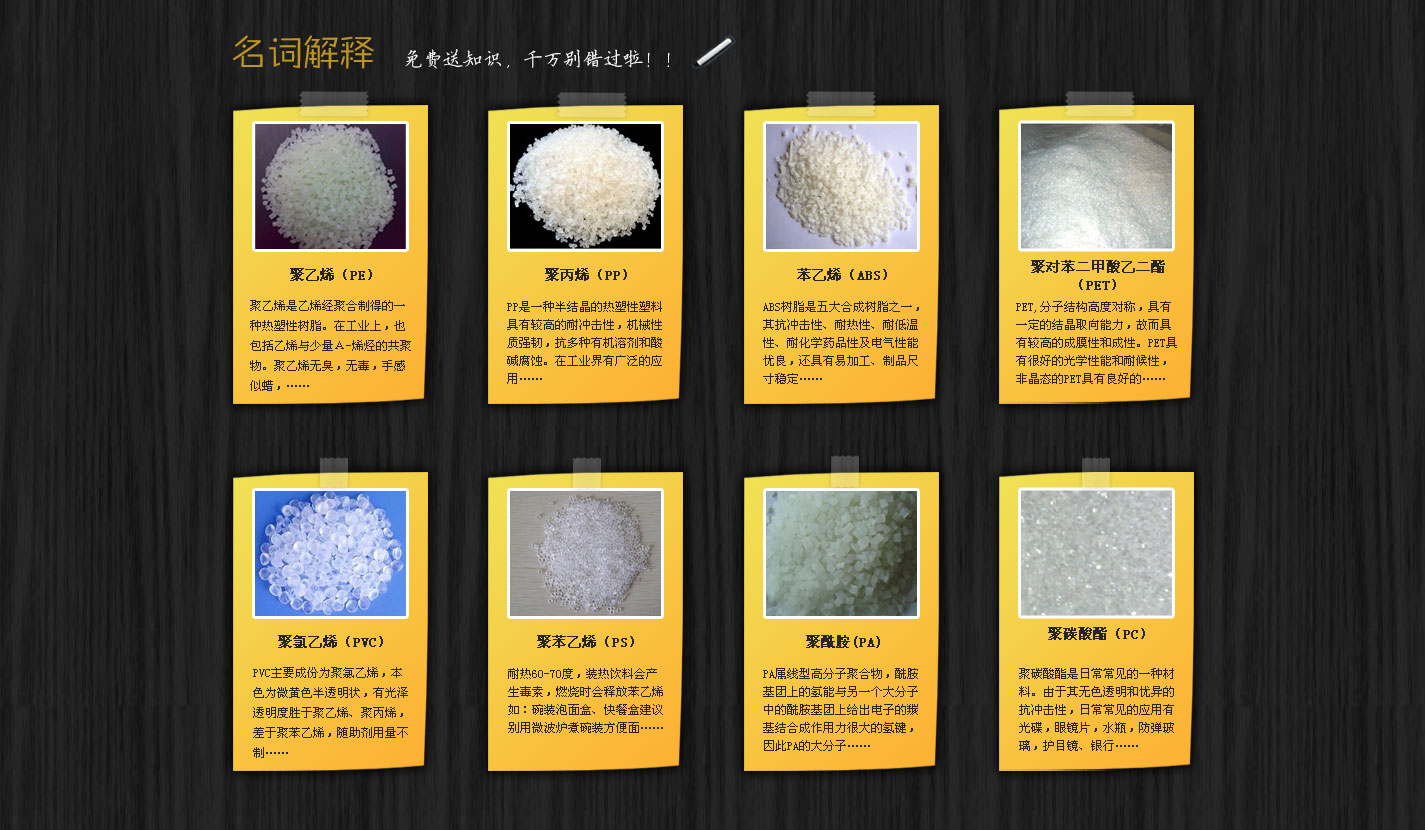 名词解释
免费送知识，千万别错过啦！！
聚乙烯（PE）
聚乙烯是乙烯经聚合制得的一
种热塑性树脂。在工业上，也
包括乙烯与少量Α-烯烃的共聚
物。聚乙烯无臭，无毒，手感
似蜡，······
聚丙烯（PP）
PP是一种半结晶的热塑性塑料
具有较高的耐冲击性，机械性
质强韧，抗多种有机溶剂和酸
碱腐蚀。在工业界有广泛的应
用······
苯乙烯（ABS）
ABS树脂是五大合成树脂之一，
其抗冲击性、耐热性、耐低温
性、耐化学药品性及电气性能
优良，还具有易加工、制品尺
寸稳定······
聚对苯二甲酸乙二酯
（PET）
PET,分子结构高度对称，具有
一定的结晶取向能力，故而具
有较高的成膜性和成性。PET具
有很好的光学性能和耐候性，
非晶态的PET具有良好的······
聚氯乙烯（PVC）
PVC主要成份为聚氯乙烯，本
色为微黄色半透明状，有光泽
透明度胜于聚乙烯、聚丙烯，
差于聚苯乙烯，随助剂用量不
制······
聚苯乙烯（PS）
耐热60-70度，装热饮料会产
生毒素，燃烧时会释放苯乙烯
如：碗装泡面盒、快餐盒建议
别用微波炉煮碗装方便面······
聚酰胺(PA)
PA属线型高分子聚合物，酰胺
基团上的氢能与另一个大分子
中的酰胺基团上给出电子的羰
基结合成作用力很大的氢键，
因此PA的大分子······
聚碳酸酯（PC）
聚碳酸酯是日常常见的一种材
料。由于其无色透明和优异的
抗冲击性，日常常见的应用有
光碟，眼镜片，水瓶，防弹玻
璃，护目镜、银行······